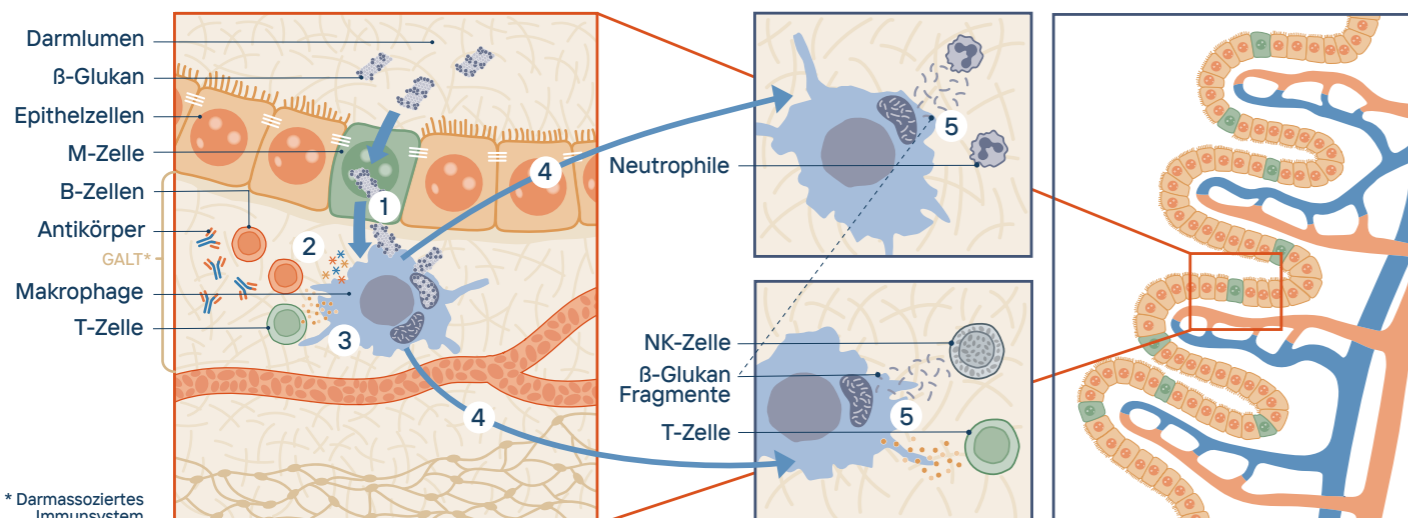 Darmlumen
ß-Glukan
Epithelzellen
M-Zelle
B-Zellen
Antikörper
GALT*
Makrophage
T-Zelle
* Darmassoziertes
Immunsystem
1
2
3
4
4
Neutrophile
5
NK-Zelle
ß-Glukan
Fragmente
T-Zelle
5